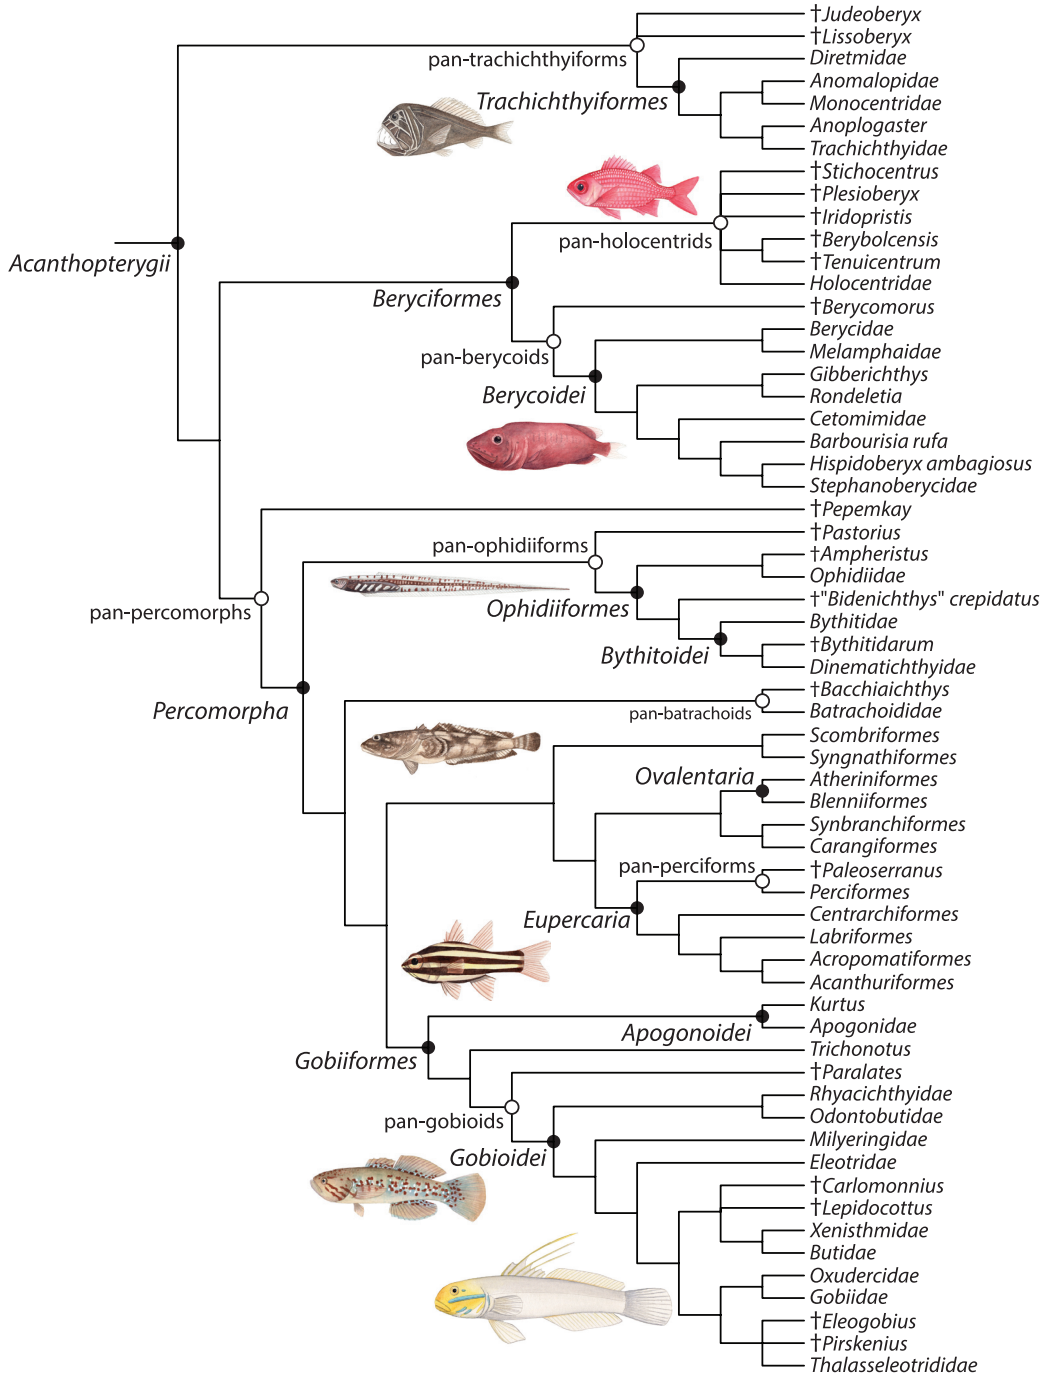 †Judeoberyx
†Lissoberyx
pan-trachichthyiforms
Diretmidae
Anomalopidae
Trachichthyiformes
Monocentridae
Anoplogaster
Trachichthyidae
†Stichocentrus
†Plesioberyx
†Iridopristis
pan-holocentrids
†Berybolcensis
Acanthopterygii
†Tenuicentrum
Holocentridae
Beryciformes
†Berycomorus
Berycidae
pan-berycoids
Melamphaidae
Gibberichthys
Berycoidei
Rondeletia
Cetomimidae
Barbourisia rufa
Hispidoberyx ambagiosus
Stephanoberycidae
†Pepemkay
†Pastorius
pan-ophidiiforms
†Ampheristus
Ophidiidae
†"Bidenichthys" crepidatus
Ophidiiformes
pan-percomorphs
Bythitidae
†Bythitidarum
Bythitoidei
Dinematichthyidae
†Bacchiaichthys
Percomorpha
pan-batrachoids
Batrachoididae
Scombriformes
Syngnathiformes
Ovalentaria
Atheriniformes
Blenniiformes
Synbranchiformes
Carangiformes
pan-perciforms
†Paleoserranus
Perciformes
Eupercaria
Centrarchiformes
Labriformes
Acropomatiformes
Acanthuriformes
Kurtus
Apogonoidei
Apogonidae
Gobiiformes
Trichonotus
†Paralates
Rhyacichthyidae
pan-gobioids
Odontobutidae
Milyeringidae
Gobioidei
Eleotridae
†Carlomonnius
†Lepidocottus
Xenisthmidae
Butidae
Oxudercidae
Gobiidae
†Eleogobius
†Pirskenius
Thalasseleotrididae